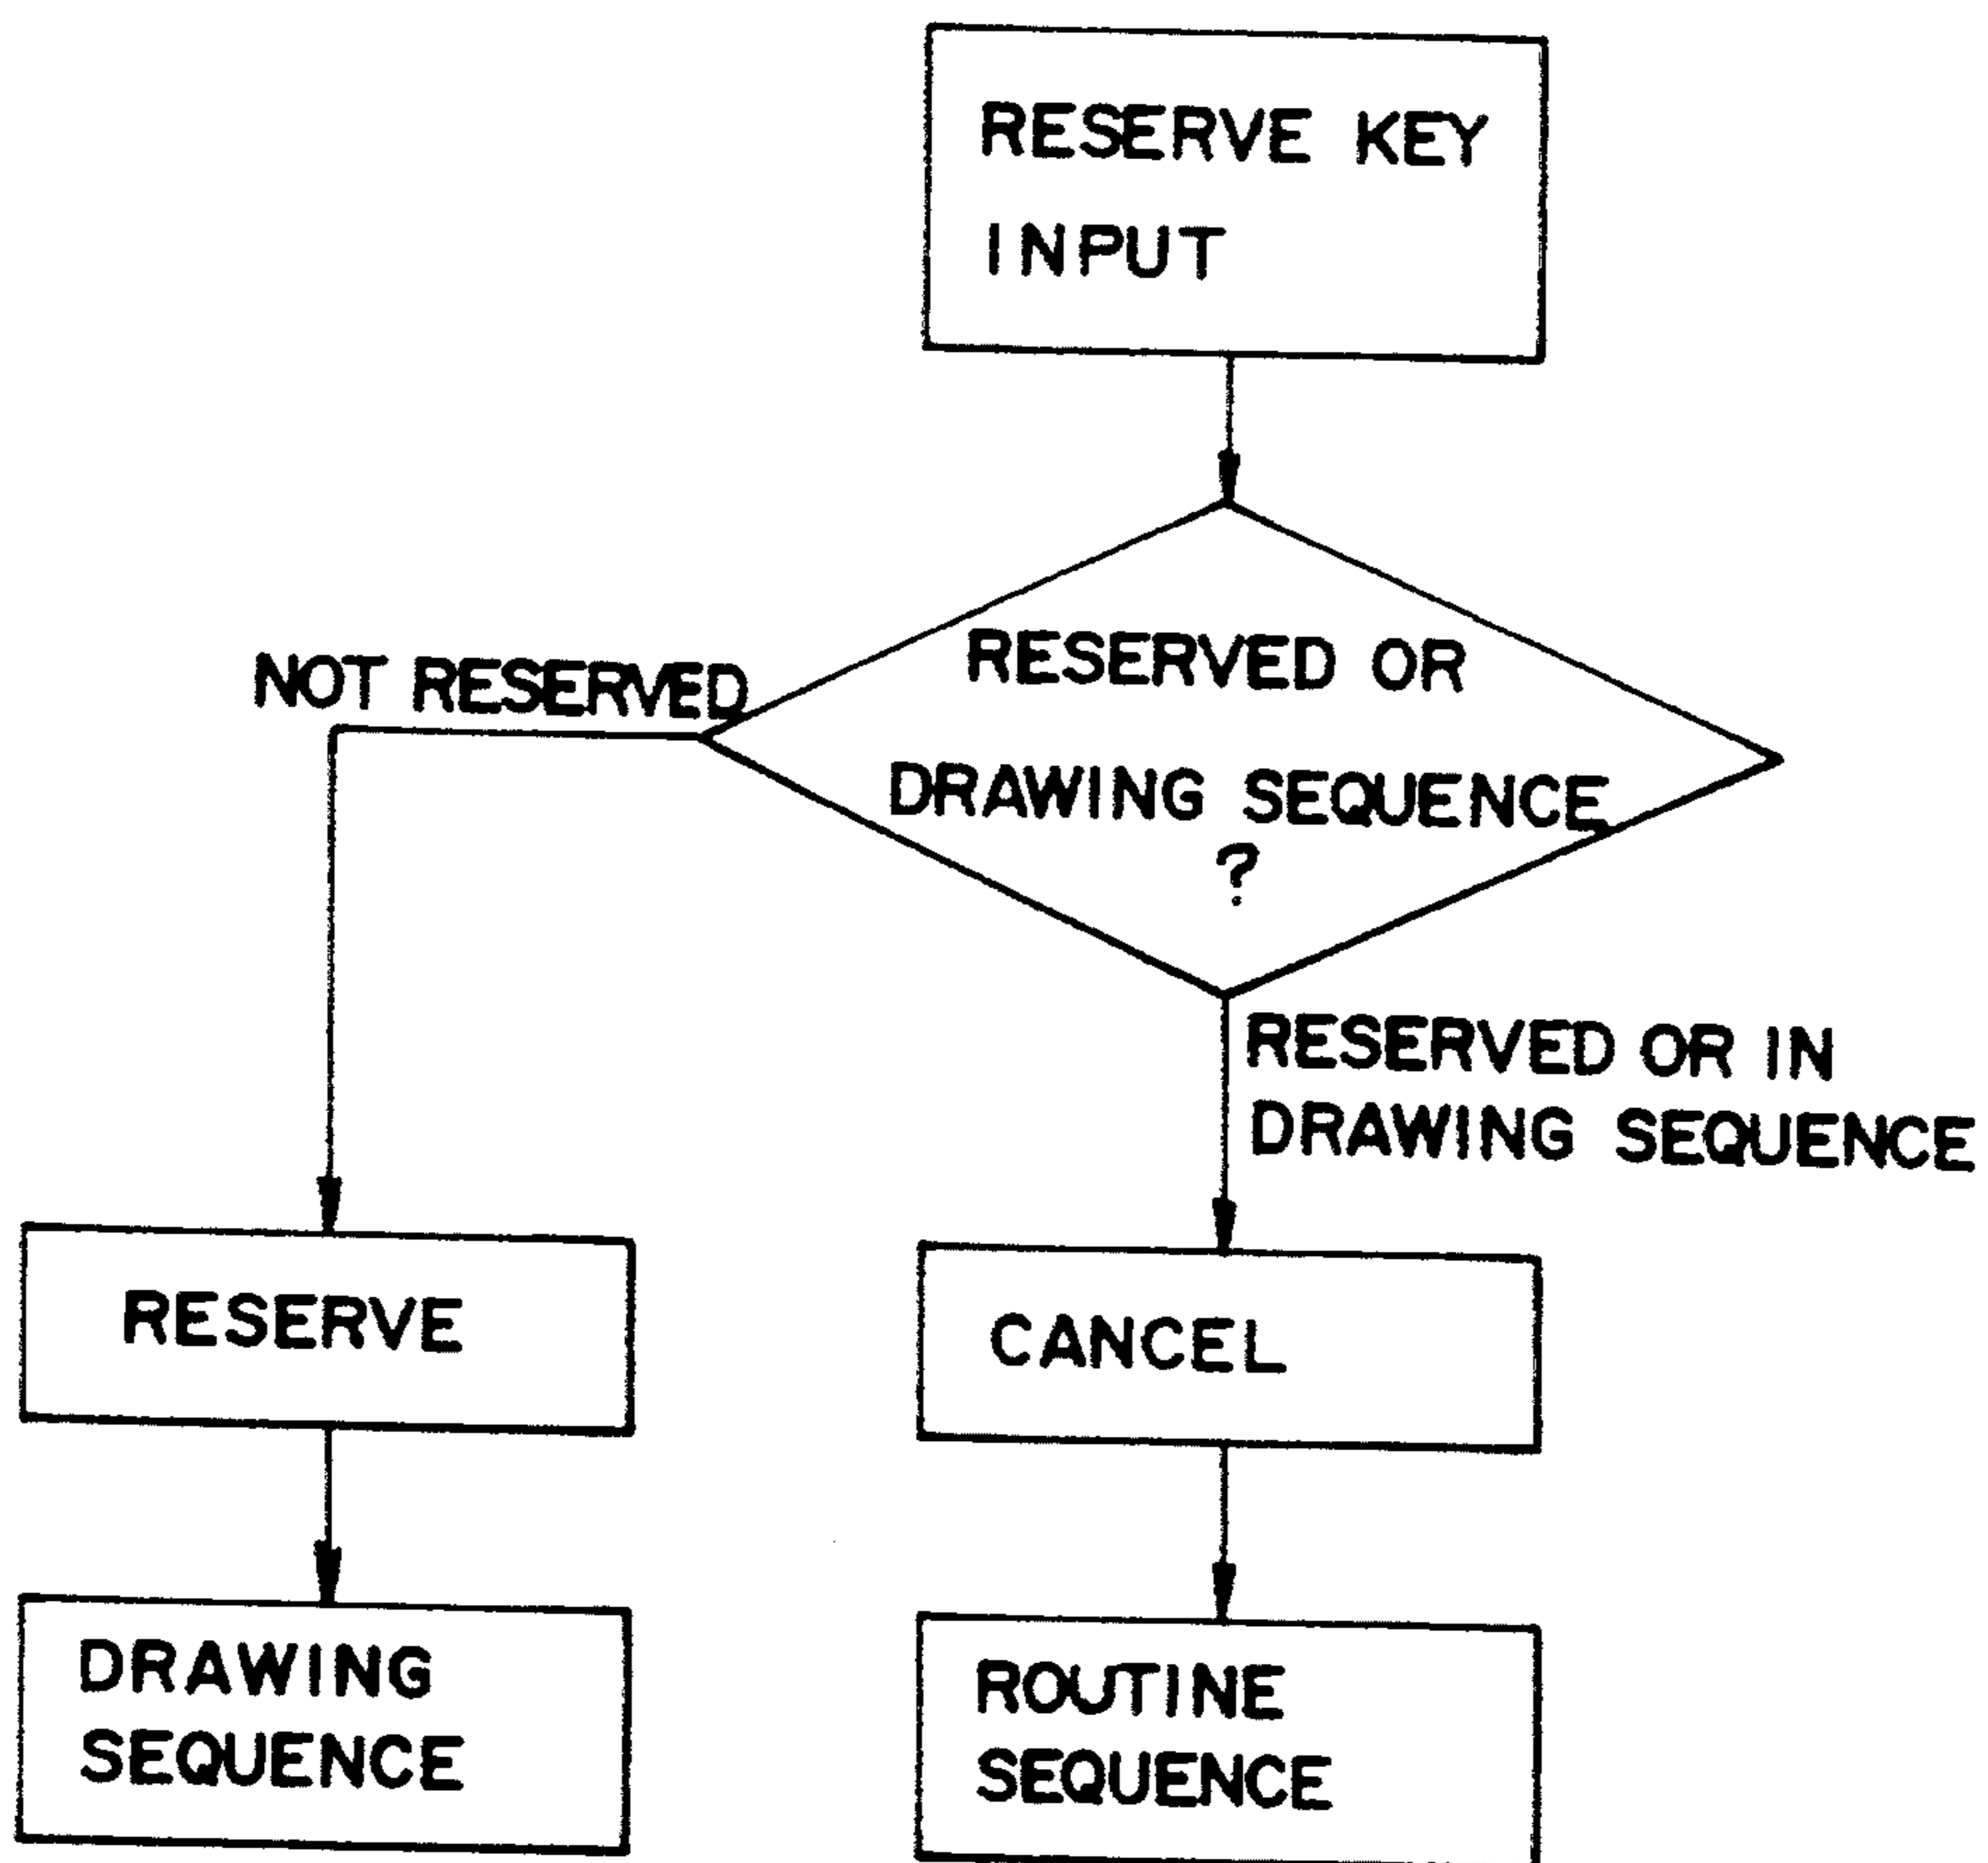 RESERVE KEY
INPUT
NOT RESERVED
RESERVED OR
DRAWING SEQUENCE
?
RESERVED OR IN
DRAWING SEQUENCE
RESERVE
CANCEL
DRAWING
SEQUENCE
ROUTINE
SEQUENCE